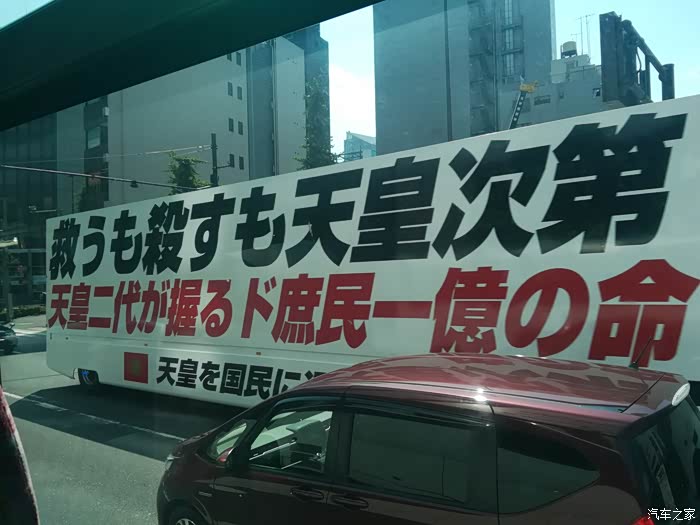 救うも殺すも天皇次第
天皇二代が握るド庶民一億の命
天皇を国民に
汽车之家